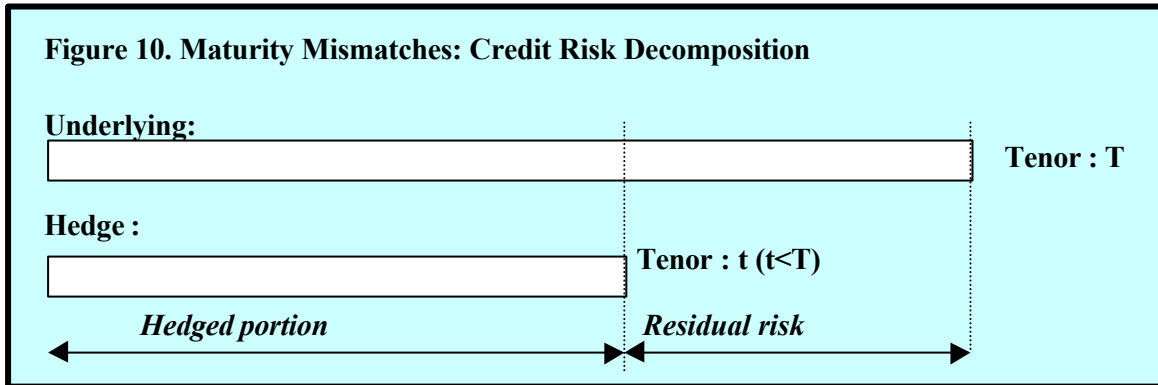 Figure 10. Maturity Mismatches: Credit Risk Decomposition
Underlying:
Tenor : T
Hedge :
Tenor : t (t<T)
Hedged portion
Residual risk